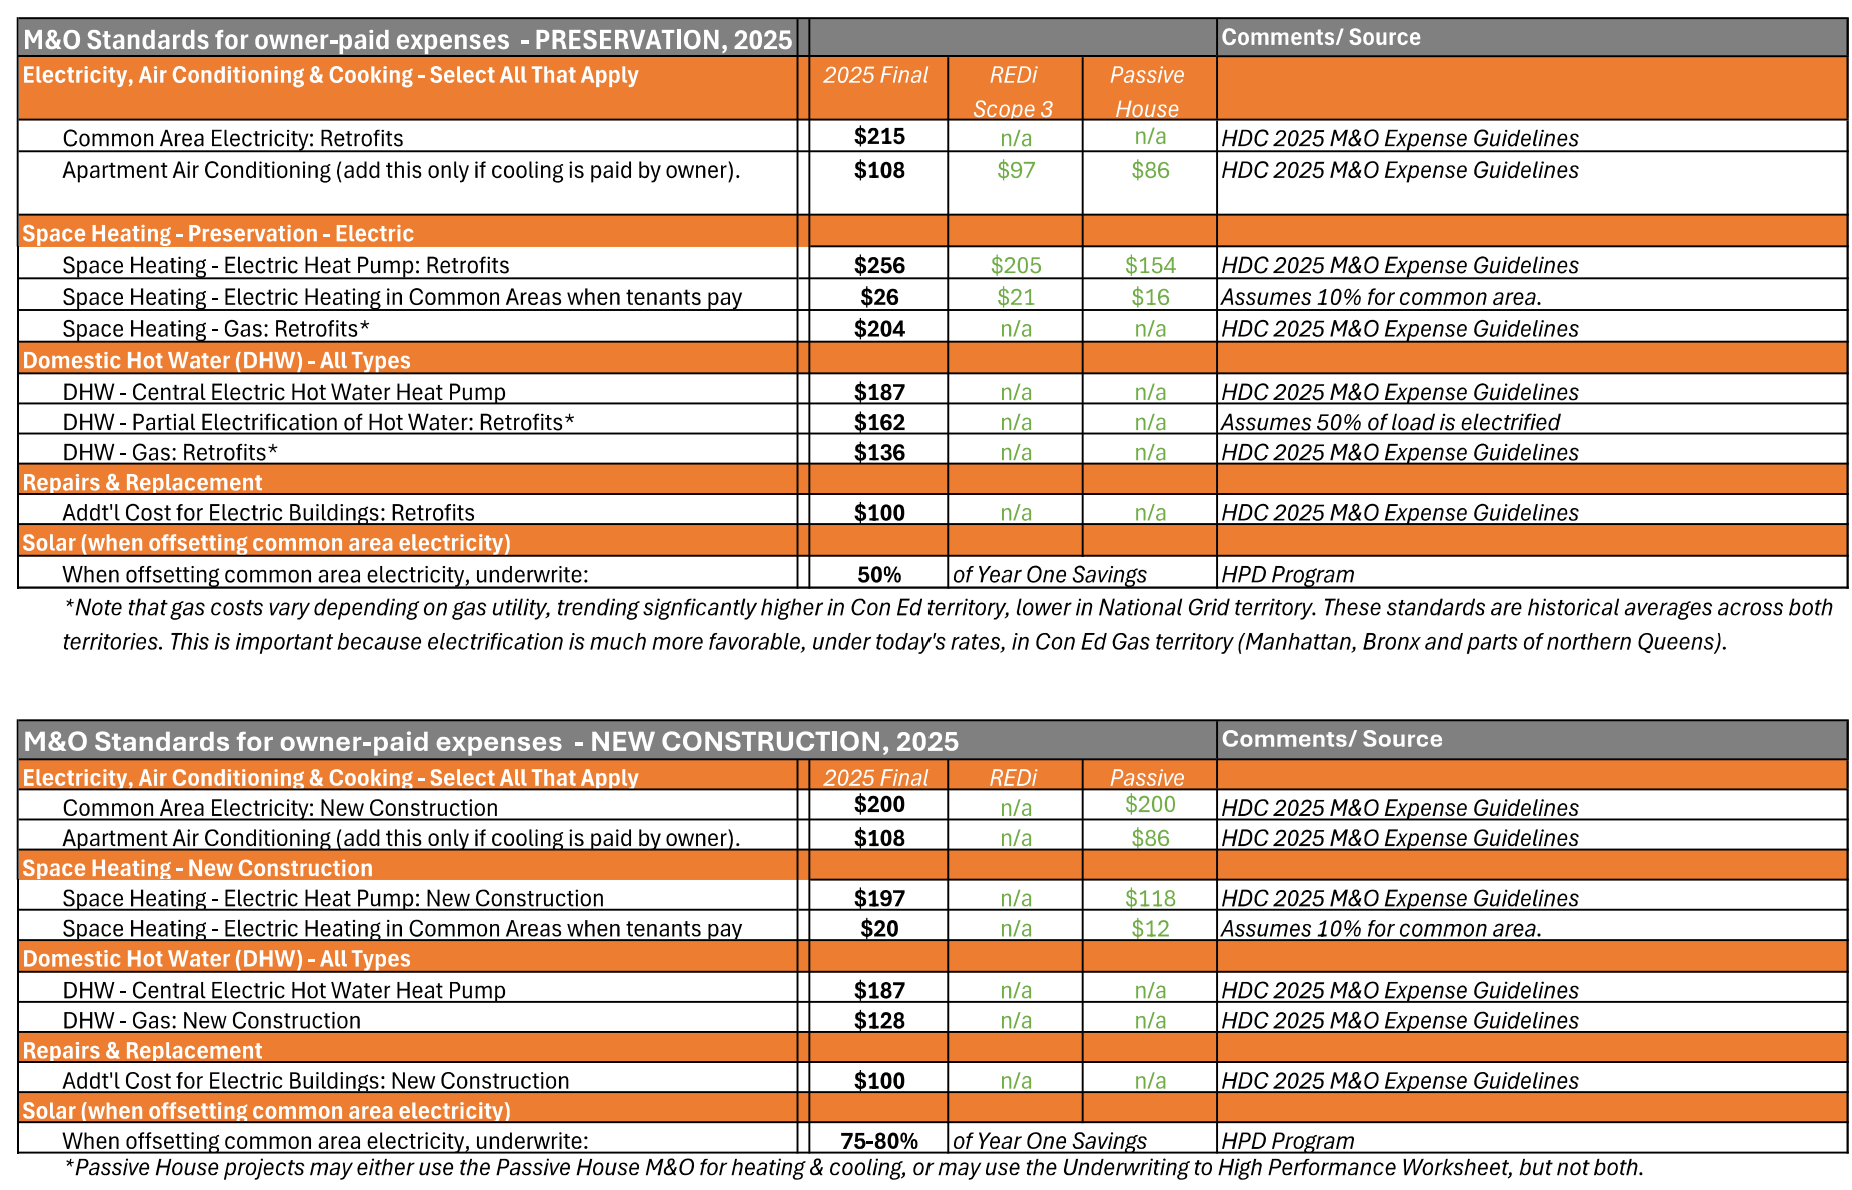 M&O Standards for owner-paid expenses - PRESERVATION, 2025 Comments/ Source
Electricity, Air Conditioning & Cooking - Select All That Apply 2025 Final REDi Scope 3 Passive House
Common Area Electricity: Retrofits $215 n/a n/a HDC 2025 M&O Expense Guidelines
Apartment Air Conditioning (add this only if cooling is paid by owner). $108 $97 $86 HDC 2025 M&O Expense Guidelines
Space Heating - Preservation - Electric
Space Heating - Electric Heat Pump: Retrofits $256 $205 $154 HDC 2025 M&O Expense Guidelines
Space Heating - Electric Heating in Common Areas when tenants pay $26 $21 $16 Assumes 10% for common area.
Space Heating - Gas: Retrofits* $204 n/a n/a HDC 2025 M&O Expense Guidelines
Domestic Hot Water (DHW) - All Types
DHW - Central Electric Hot Water Heat Pump $187 n/a n/a HDC 2025 M&O Expense Guidelines
DHW - Partial Electrification of Hot Water: Retrofits* $162 n/a n/a Assumes 50% of load is electrified
DHW - Gas: Retrofits* $136 n/a n/a HDC 2025 M&O Expense Guidelines
Repairs & Replacement
Addt'l Cost for Electric Buildings: Retrofits $100 n/a n/a HDC 2025 M&O Expense Guidelines
Solar (when offsetting common area electricity)
When offsetting common area electricity, underwrite: 50% of Year One Savings HPD Program
*Note that gas costs vary depending on gas utility, trending signficantly higher in Con Ed territory, lower in National Grid territory. These standards are historical averages across both
territories. This is important because electrification is much more favorable, under today's rates, in Con Ed Gas territory (Manhattan, Bronx and parts of northern Queens).
M&O Standards for owner-paid expenses - NEW CONSTRUCTION, 2025 Comments/ Source
Electricity, Air Conditioning & Cooking - Select All That Apply 2025 Final REDi Passive
Common Area Electricity: New Construction $200 n/a $200 HDC 2025 M&O Expense Guidelines
Apartment Air Conditioning (add this only if cooling is paid by owner). $108 n/a $86 HDC 2025 M&O Expense Guidelines
Space Heating - New Construction
Space Heating - Electric Heat Pump: New Construction $197 n/a $118 HDC 2025 M&O Expense Guidelines
Space Heating - Electric Heating in Common Areas when tenants pay $20 n/a $12 Assumes 10% for common area.
Domestic Hot Water (DHW) - All Types
DHW - Central Electric Hot Water Heat Pump $187 n/a n/a HDC 2025 M&O Expense Guidelines
DHW - Gas: New Construction $128 n/a n/a HDC 2025 M&O Expense Guidelines
Repairs & Replacement
Addt'l Cost for Electric Buildings: New Construction $100 n/a n/a HDC 2025 M&O Expense Guidelines
Solar (when offsetting common area electricity)
When offsetting common area electricity, underwrite: 75-80% of Year One Savings HPD Program
*Passive House projects may either use the Passive House M&O for heating & cooling, or may use the Underwriting to High Performance Worksheet, but not both.